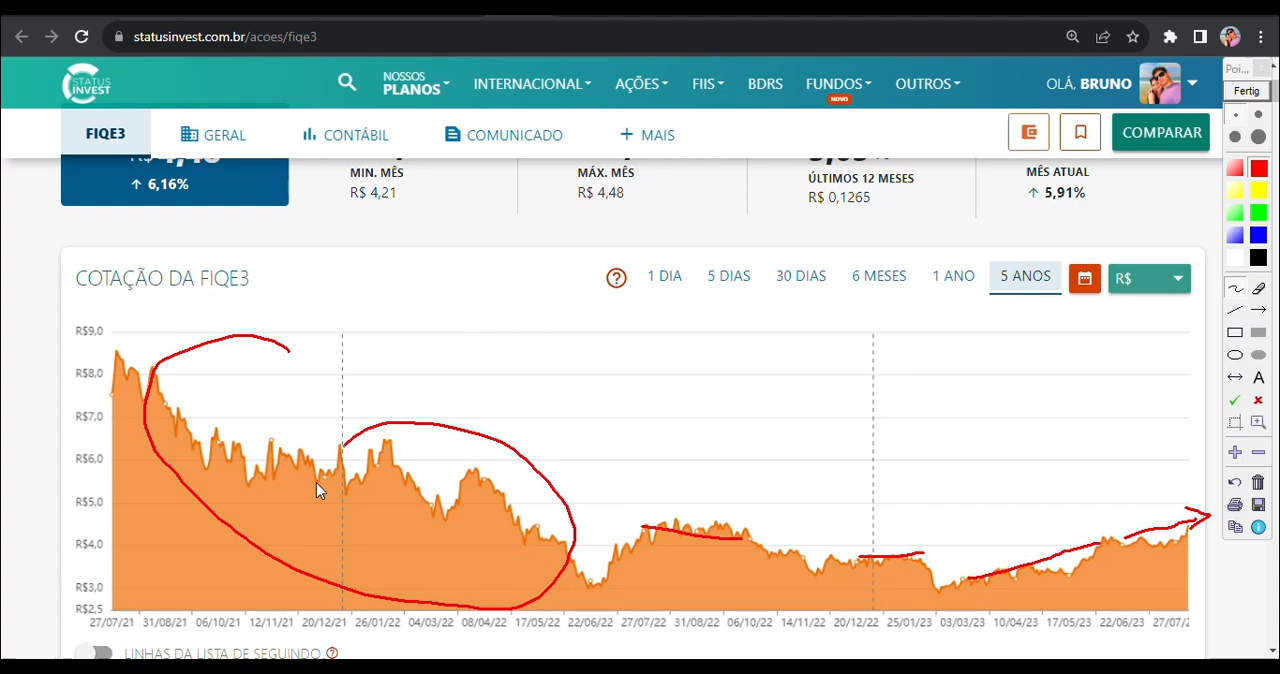 statusinvest.com.br/acoes/fiqe3
STATUS INVEST
NOSSOS PLANOS
INTERNACIONAL
AÇÕES
FIIS
BDRS
FUNDOS
NOVO
OUTROS
OLÁ, BRUNO
FIQE3
GERAL
CONTÁBIL
COMUNICADO
MAIS
COMPARAR
6,16%
MIN. MÊS
R$ 4,21
MÁX. MÊS
R$ 4,48
ÚLTIMOS 12 MESES
R$ 0,1265
MÊS ATUAL
5,91%
COTAÇÃO DA FIQE3
1 DIA
5 DIAS
30 DIAS
6 MESES
1 ANO
5 ANOS
R$
R$9,0
R$8,0
R$7,0
R$6,0
R$5,0
R$4,0
R$3,0
R$2,5
27/07/21 31/08/21 06/10/21 12/11/21 20/12/21 26/01/22 04/03/22 08/04/22 17/05/22 22/06/22 27/07/22 31/08/22 06/10/22 14/11/22 20/12/22 25/01/23 03/03/23 10/04/23 17/05/23 22/06/23 27/07/2
LINHAS DA LISTA DE SEGUINDO
Poi...
Fertig
A